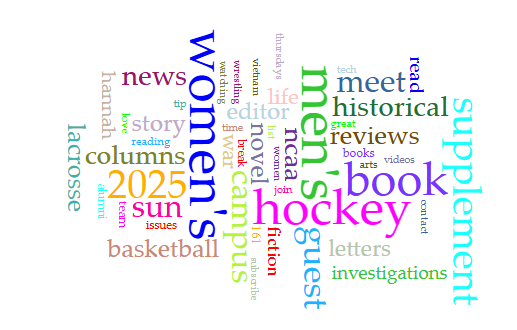 women's
men's
hockey
book
supplement
2025
campus
guest
sun
news
meet
historical
reviews
read
editor
life
story
columns
novel
ncaa
war
hannah
lacrosse
basketball
letters
investigations
fiction
thursdays
tech
vietnam
wrestling
watching
tip
love
reading
time
list
break
women
great
books
arts
videos
join
alumni
team
issues
161
subscribe
contact